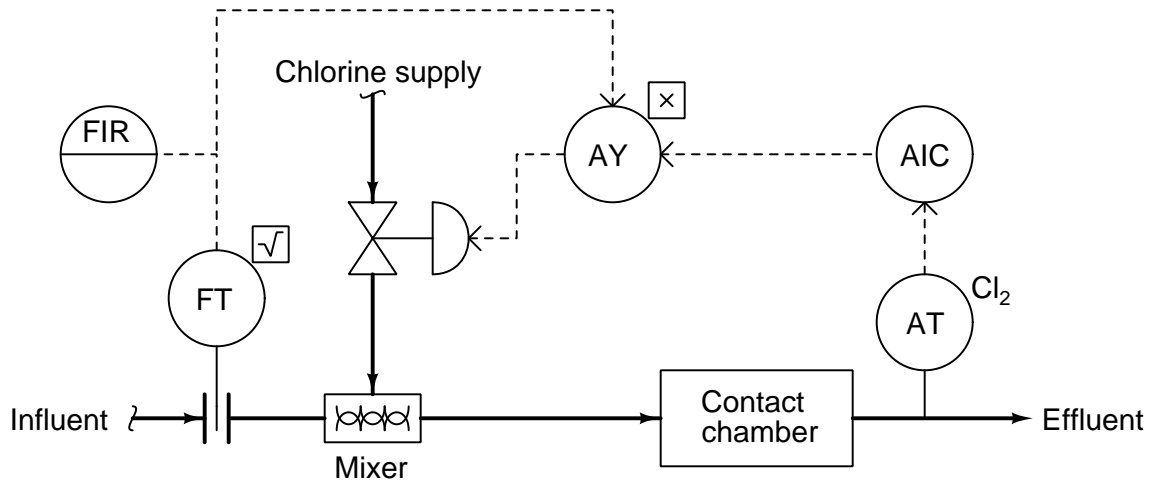 Chlorine supply
×
FIR
AY
AIC
√
FT
Cl₂
AT
Influent
Contact
chamber
Effluent
Mixer